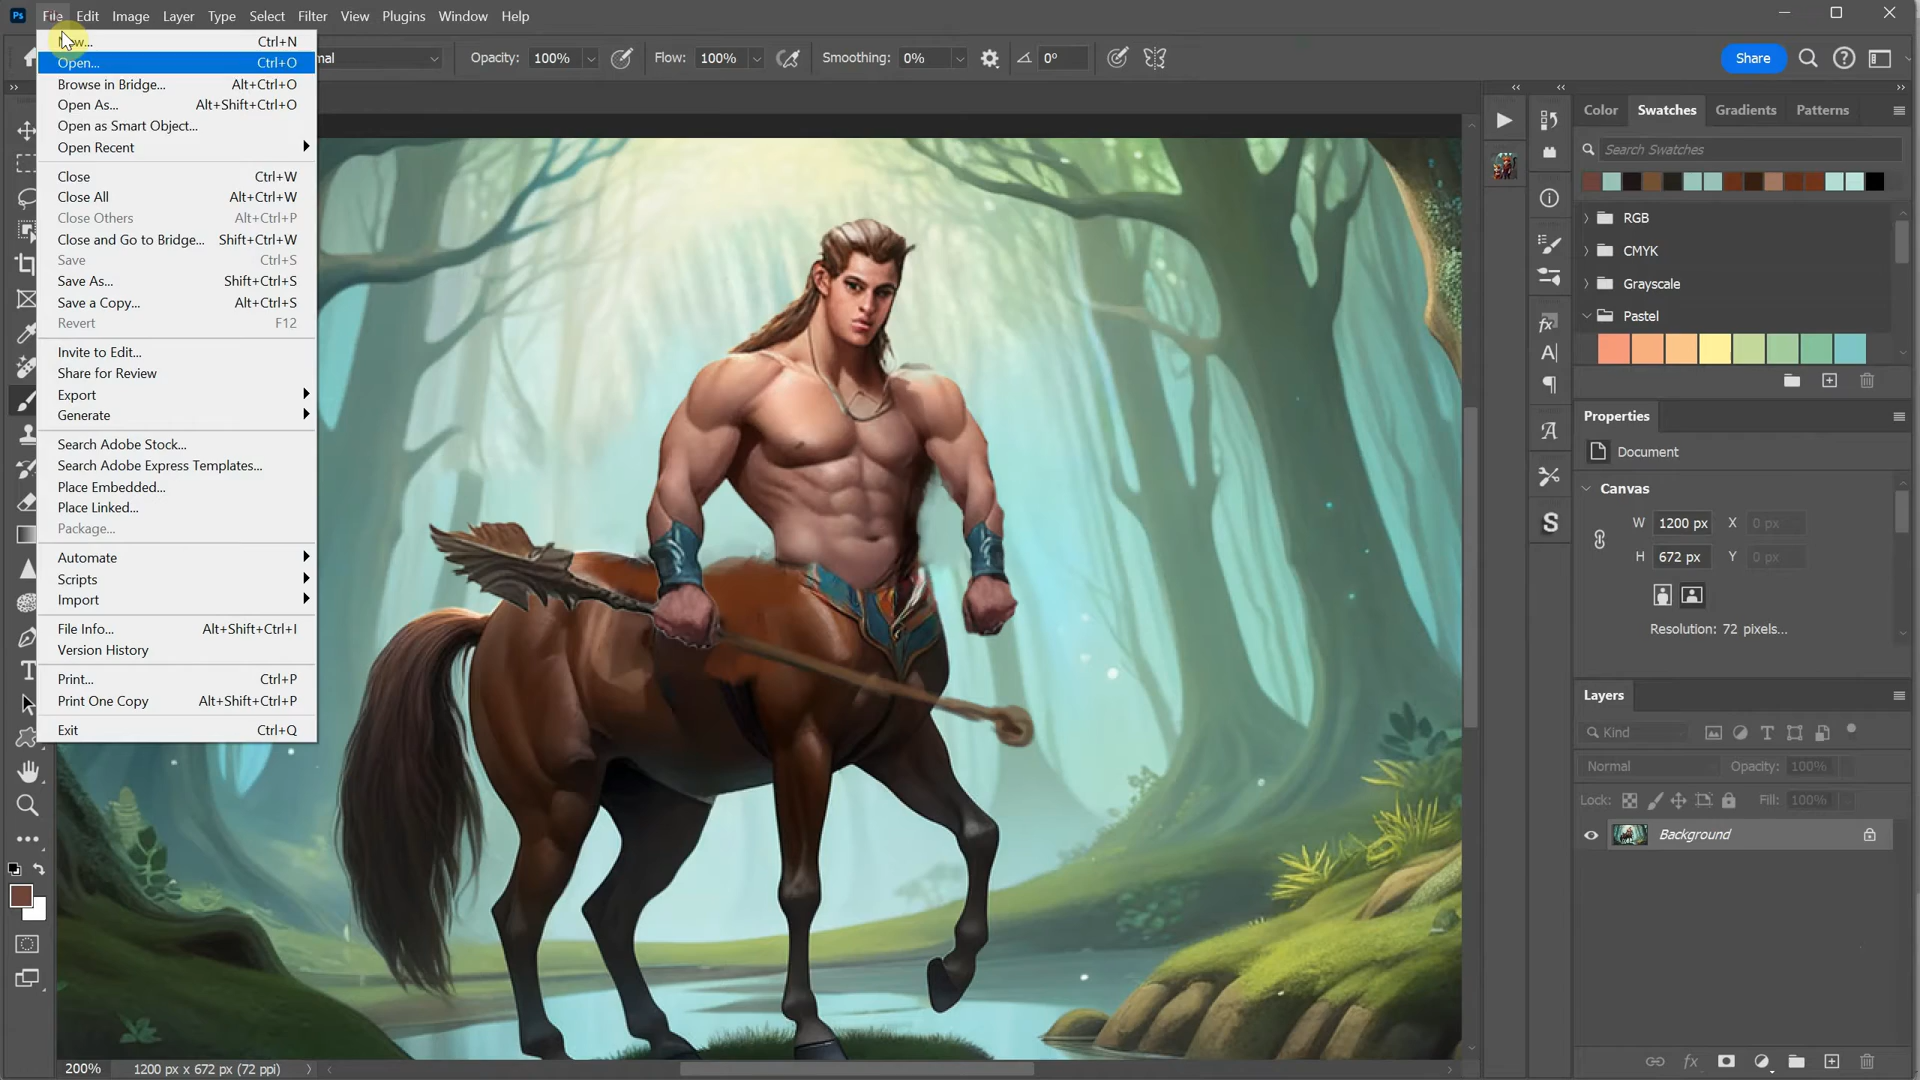 Ps File Edit Image Layer Type Select Filter View Plugins Window Help
Opacity: 100% Flow: 100% Smoothing: 0% 0° Share
Ctrl+N
Open... Ctrl+O
Browse in Bridge... Alt+Ctrl+O
Open As... Alt+Shift+Ctrl+O
Open as Smart Object...
Open Recent
Close Ctrl+W
Close All Alt+Ctrl+W
Close Others Alt+Ctrl+P
Close and Go to Bridge... Shift+Ctrl+W
Save Ctrl+S
Save As... Shift+Ctrl+S
Save a Copy... Alt+Ctrl+S
Revert F12
Invite to Edit...
Share for Review
Export
Generate
Search Adobe Stock...
Search Adobe Express Templates...
Place Embedded...
Place Linked...
Package...
Automate
Scripts
Import
File Info... Alt+Shift+Ctrl+I
Version History
Print... Ctrl+P
Print One Copy Alt+Shift+Ctrl+P
Exit Ctrl+Q
Color Swatches Gradients Patterns
Search Swatches
RGB
CMYK
Grayscale
Pastel
Properties
Document
Canvas
W 1200 px X 0 px
H 672 px Y 0 px
Resolution: 72 pixels...
Layers
Kind
Normal Opacity: 100%
Lock: Fill: 100%
Background
200% 1200 px x 672 px (72 ppi)